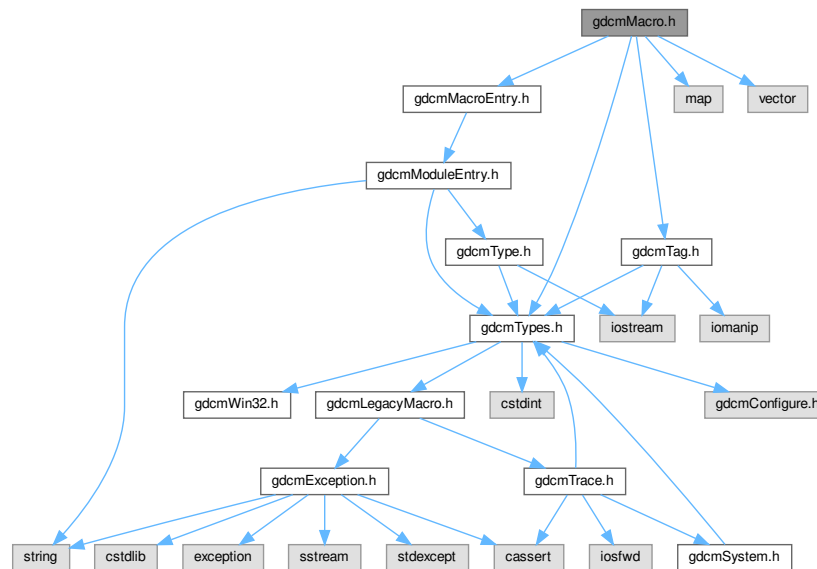 gdcmMacro.h
gdcmMacroEntry.h
map
vector
gdcmModuleEntry.h
gdcmType.h
gdcmTag.h
gdcmTypes.h
iostream
iomanip
gdcmWin32.h
gdcmLegacyMacro.h
cstdint
gdcmConfigure.h
gdcmException.h
gdcmTrace.h
string
cstdlib
exception
sstream
stdexcept
cassert
iosfwd
gdcmSystem.h